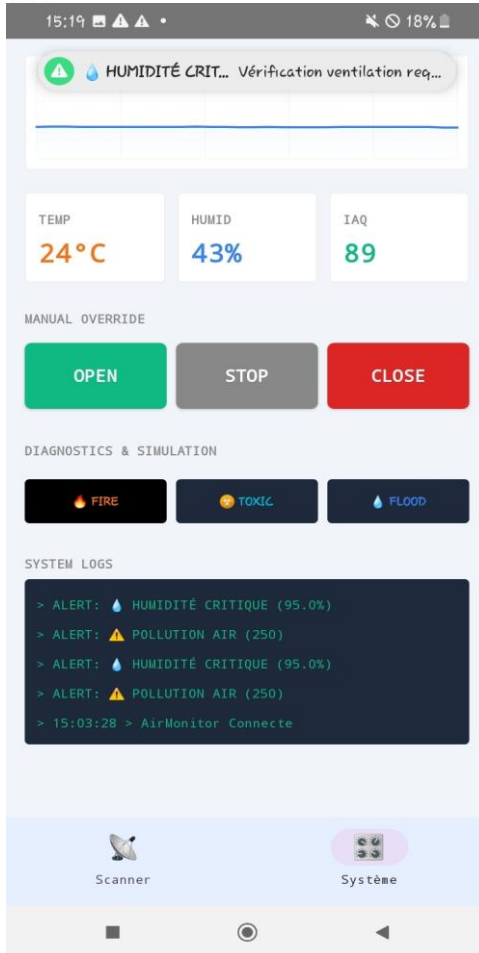 15:19
18%
HUMIDITÉ CRIT... Vérification ventilation req...
TEMP
HUMID
IAQ
24°C
43%
89
MANUAL OVERRIDE
OPEN
STOP
CLOSE
DIAGNOSTICS & SIMULATION
FIRE
TOXIC
FLOOD
SYSTEM LOGS
> ALERT: 💧 HUMIDITÉ CRITIQUE (95.0%)
> ALERT: ⚠️ POLLUTION AIR (250)
> ALERT: 💧 HUMIDITÉ CRITIQUE (95.0%)
> ALERT: ⚠️ POLLUTION AIR (250)
> 15:03:28 > AirMonitor Connecte
Scanner
Système